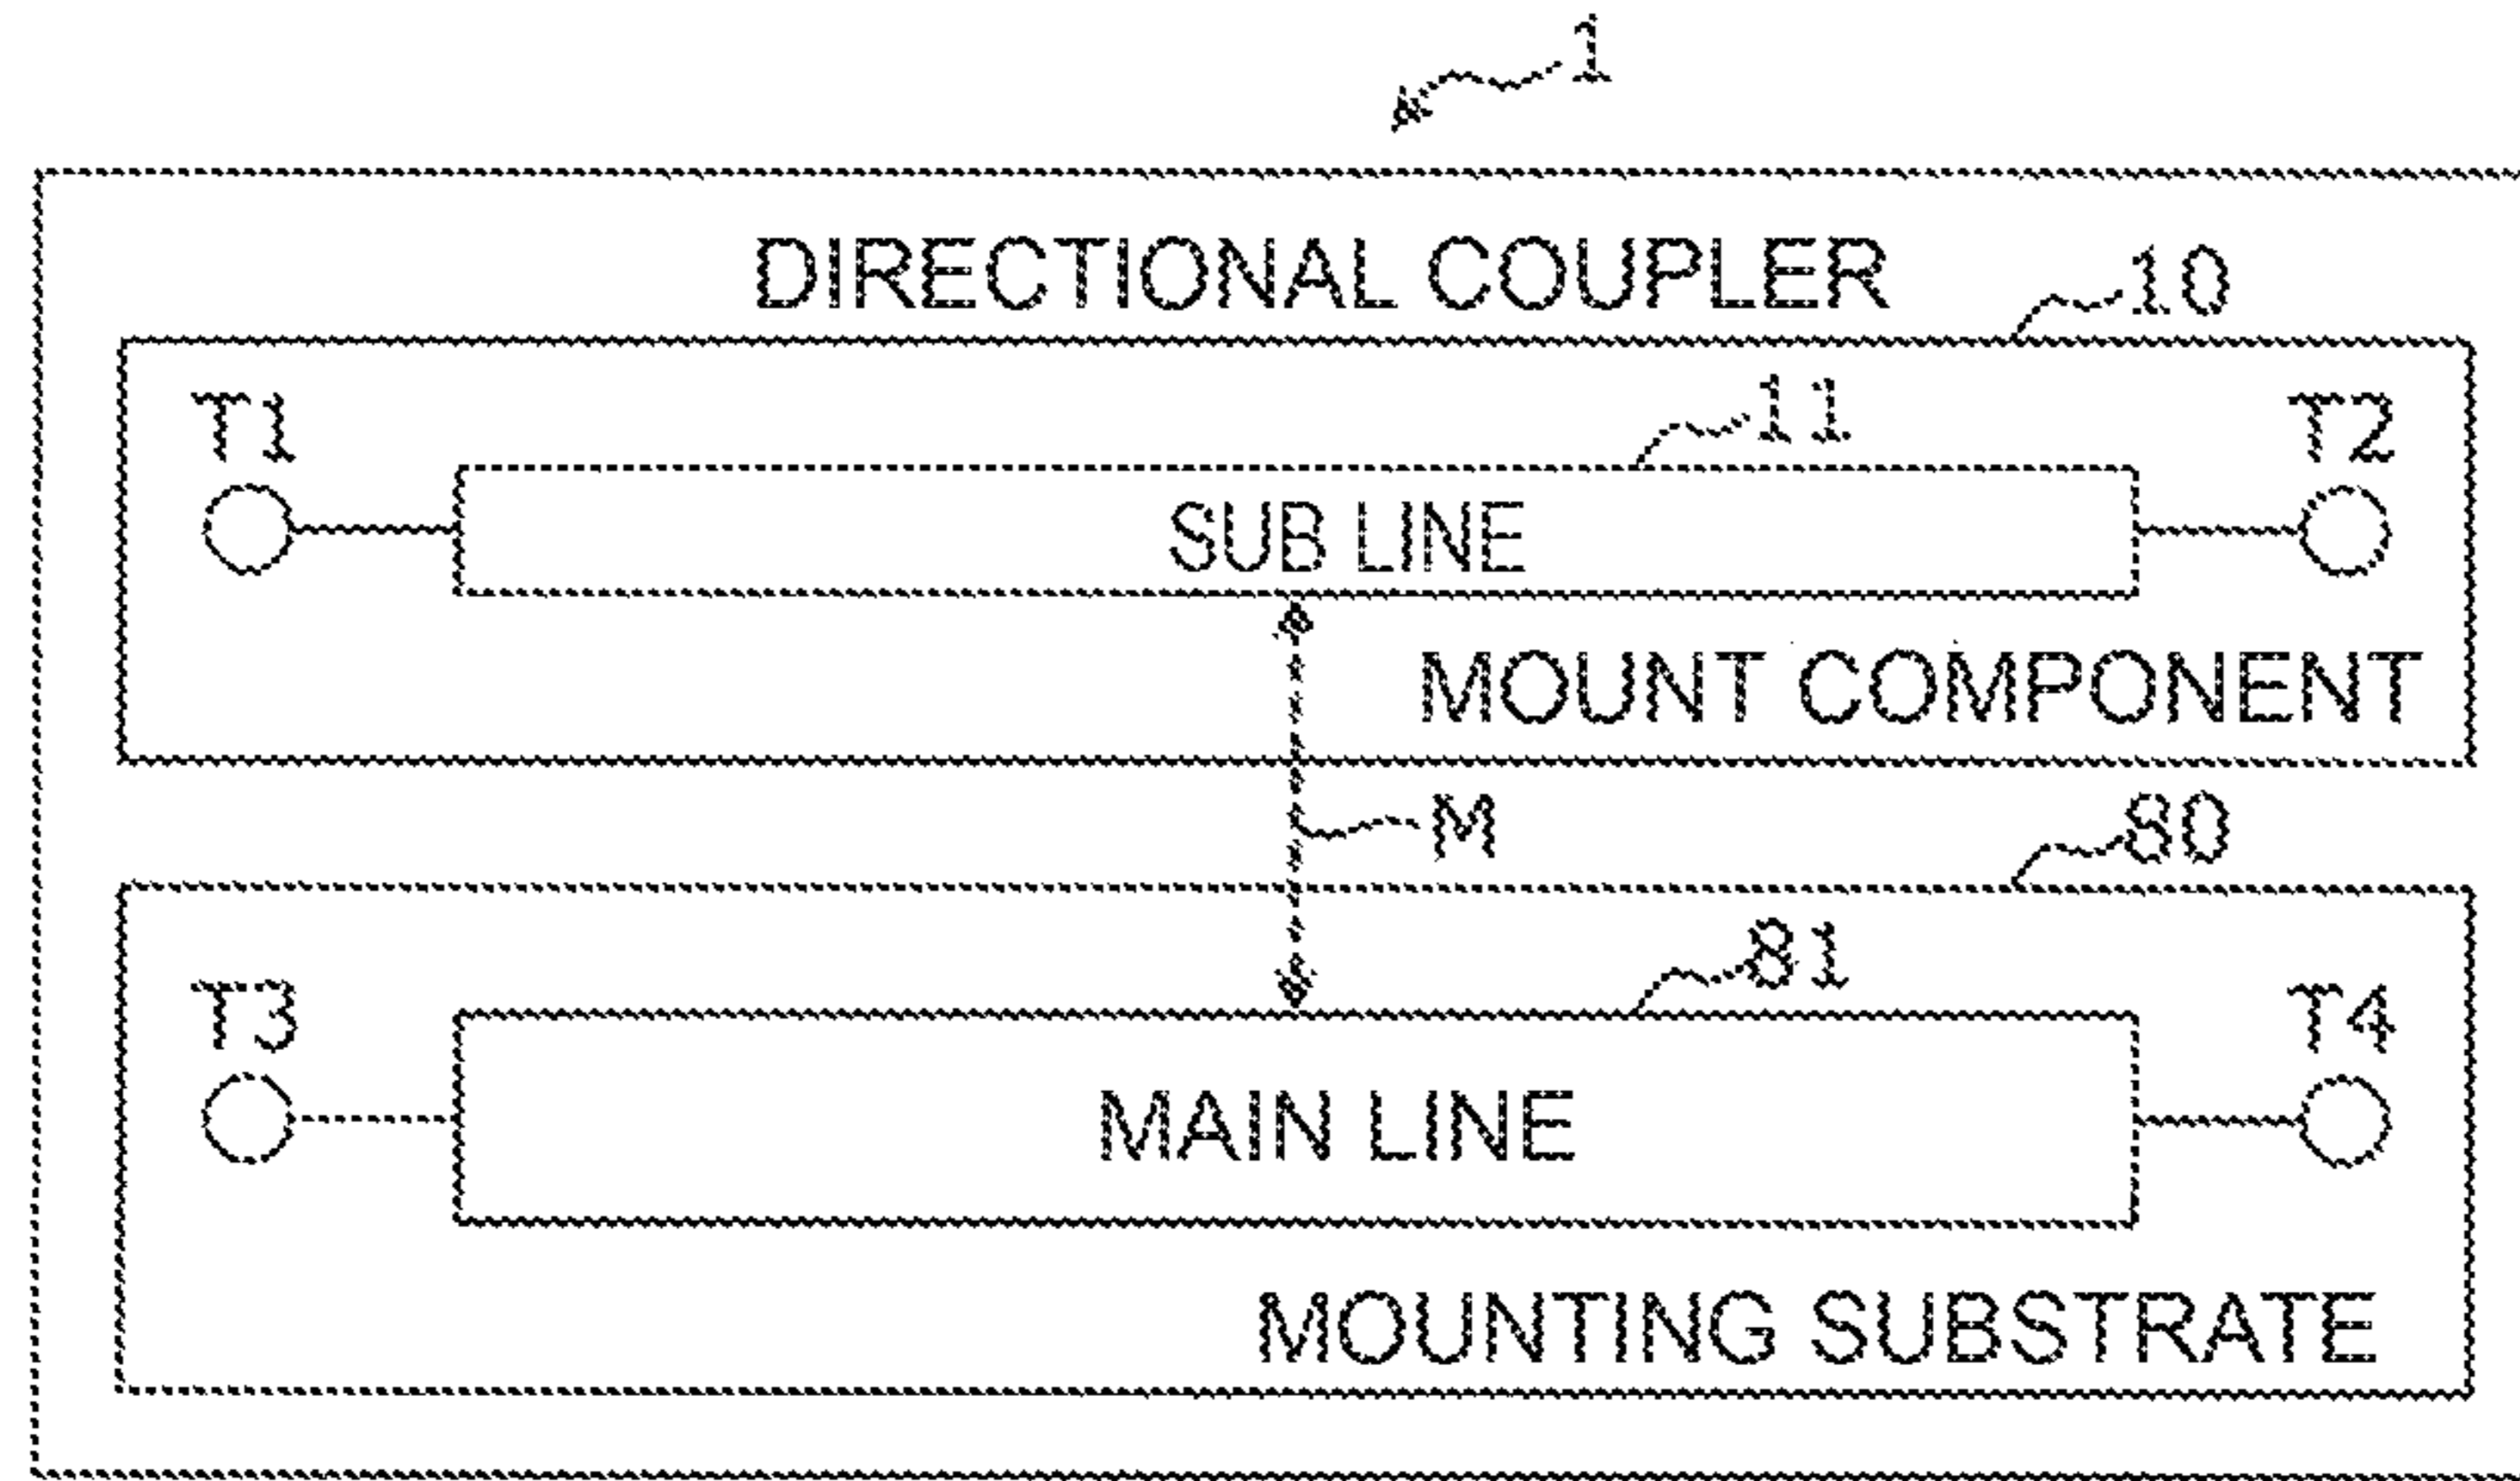 1
DIRECTIONAL COUPLER
10
T1
11
T2
SUB LINE
MOUNT COMPONENT
M
80
T3
81
T4
MAIN LINE
MOUNTING SUBSTRATE